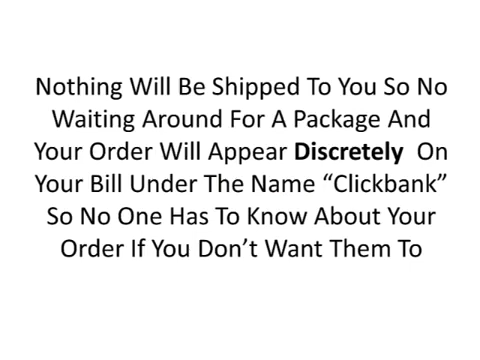 Nothing Will Be Shipped To You So No
Waiting Around For A Package And
Your Order Will Appear Discretely  On
Your Bill Under The Name “Clickbank”
So No One Has To Know About Your
Order If You Don’t Want Them To